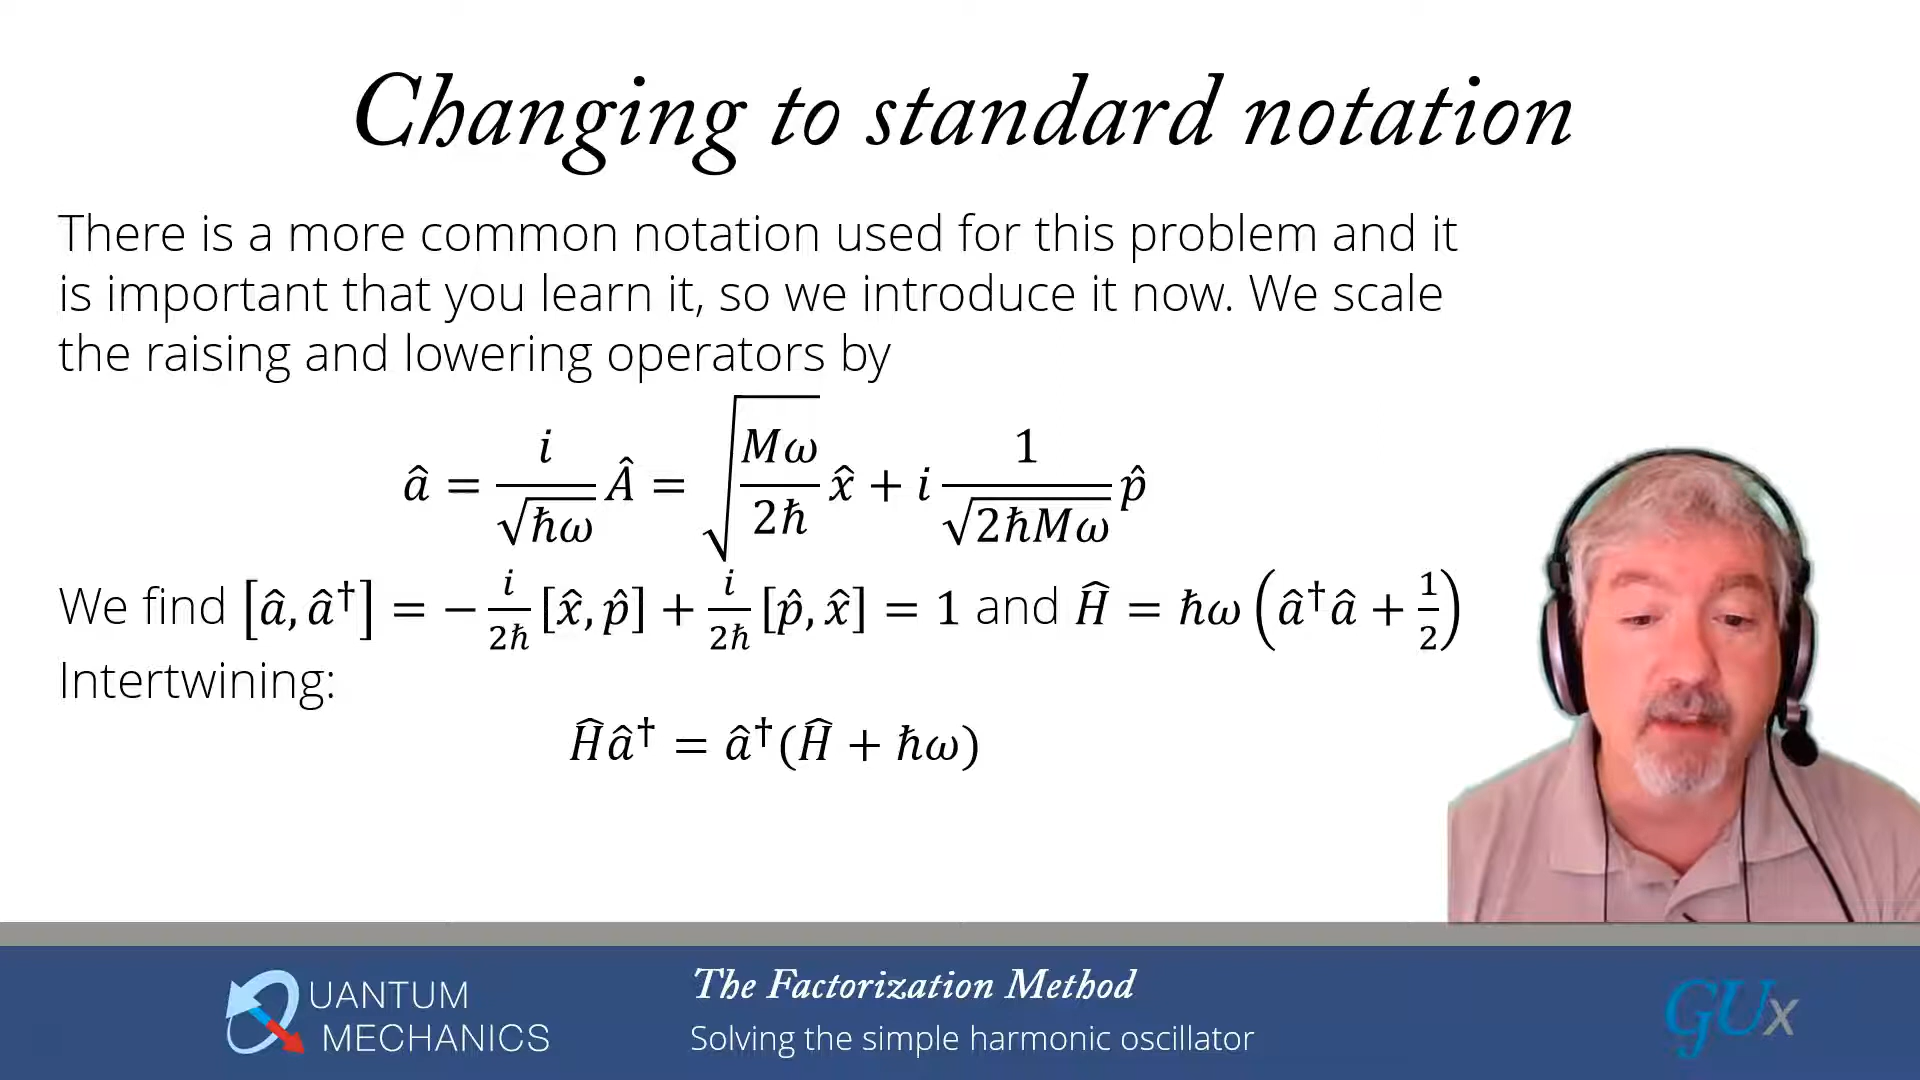 Changing to standard notation
There is a more common notation used for this problem and it
is important that you learn it, so we introduce it now. We scale
the raising and lowering operators by
â = i/√(ħω) Â = √(Mω/2ħ) x̂ + i 1/√(2ħMω) p̂
We find [â, â†] = − i/2ħ [x̂, p̂] + i/2ħ [p̂, x̂] = 1 and Ĥ = ħω (â†â + 1/2)
Intertwining:
Ĥâ† = â†(Ĥ + ħω)
QUANTUM
MECHANICS
The Factorization Method
Solving the simple harmonic oscillator
GUx